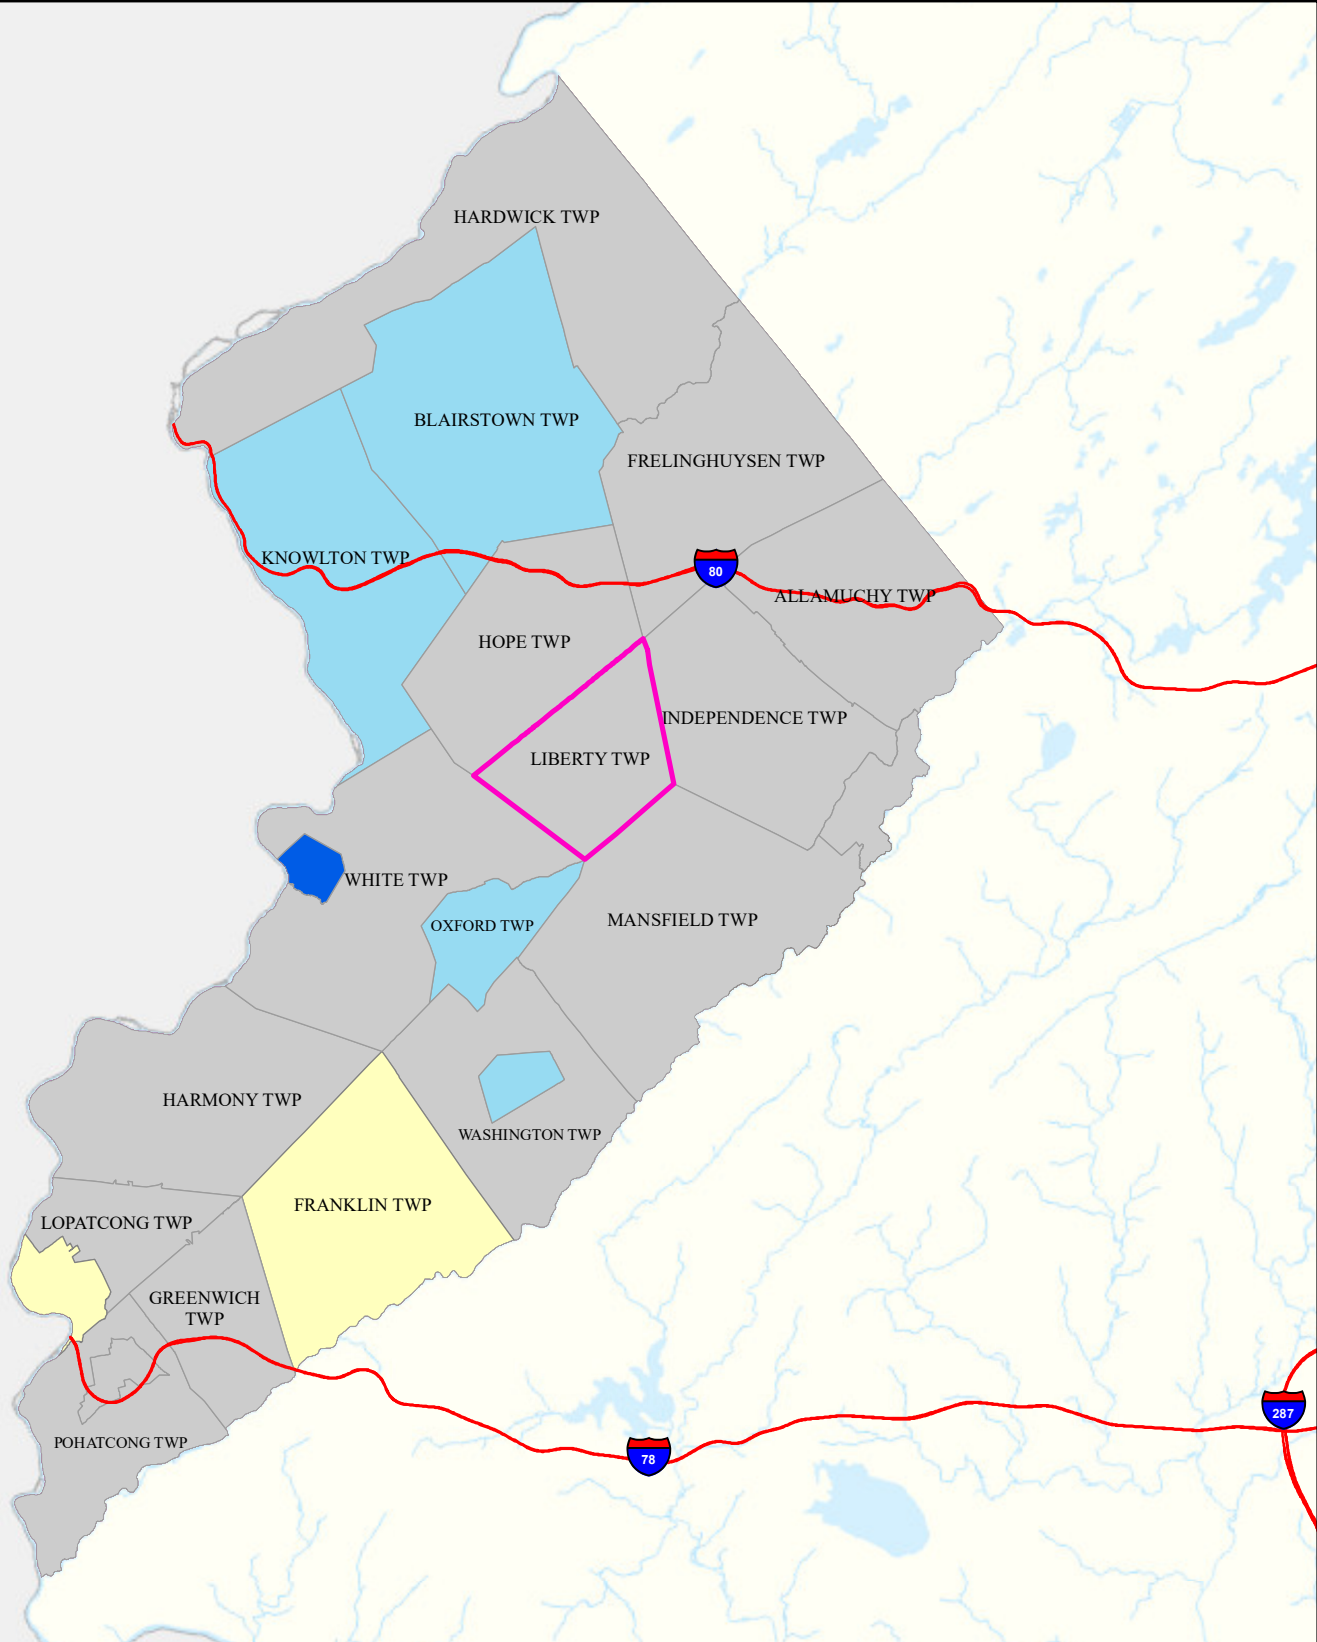 HARDWICK TWP
BLAIRSTOWN TWP
FRELINGHUYSEN TWP
KNOWLTON TWP
80
ALLAMUCHY TWP
HOPE TWP
INDEPENDENCE TWP
LIBERTY TWP
WHITE TWP
OXFORD TWP
MANSFIELD TWP
HARMONY TWP
WASHINGTON TWP
FRANKLIN TWP
LOPATCONG TWP
GREENWICH
TWP
287
POHATCONG TWP
78